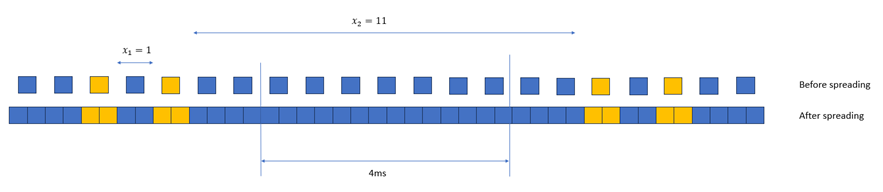 x₂ = 11
x₁ = 1
Before spreading
After spreading
4ms